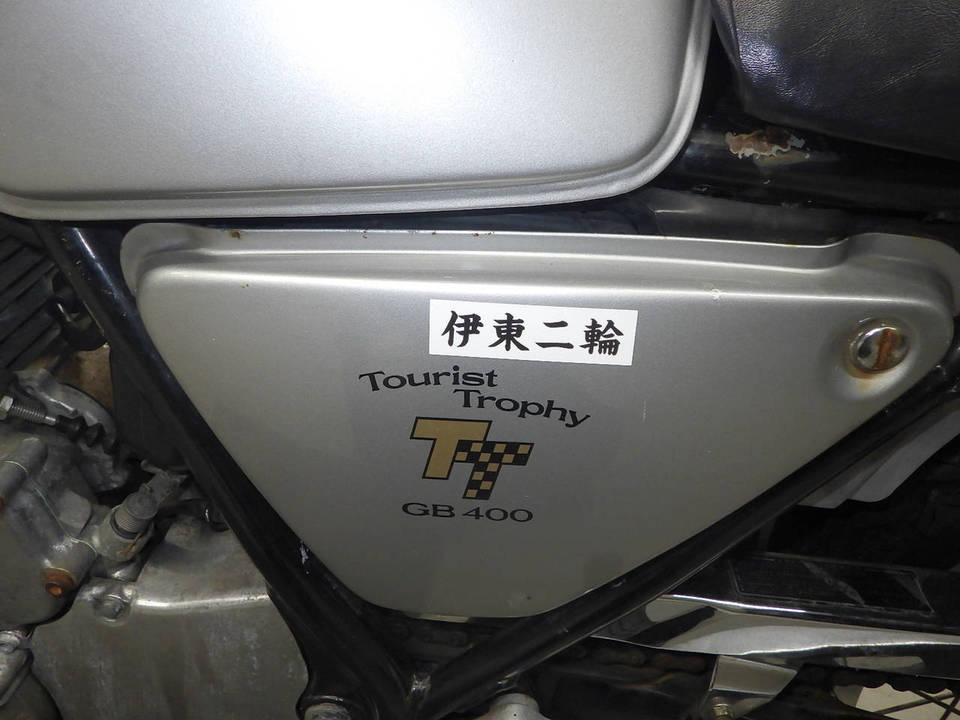 伊東二輪
Tourist
Trophy
TT
GB 400